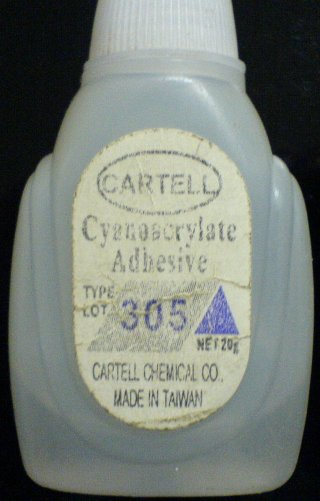 CARTELL
Cyanoacrylate
Adhesive
TYPE
LOT 305
NET 20g
CARTELL CHEMICAL CO.,
MADE IN TAIWAN